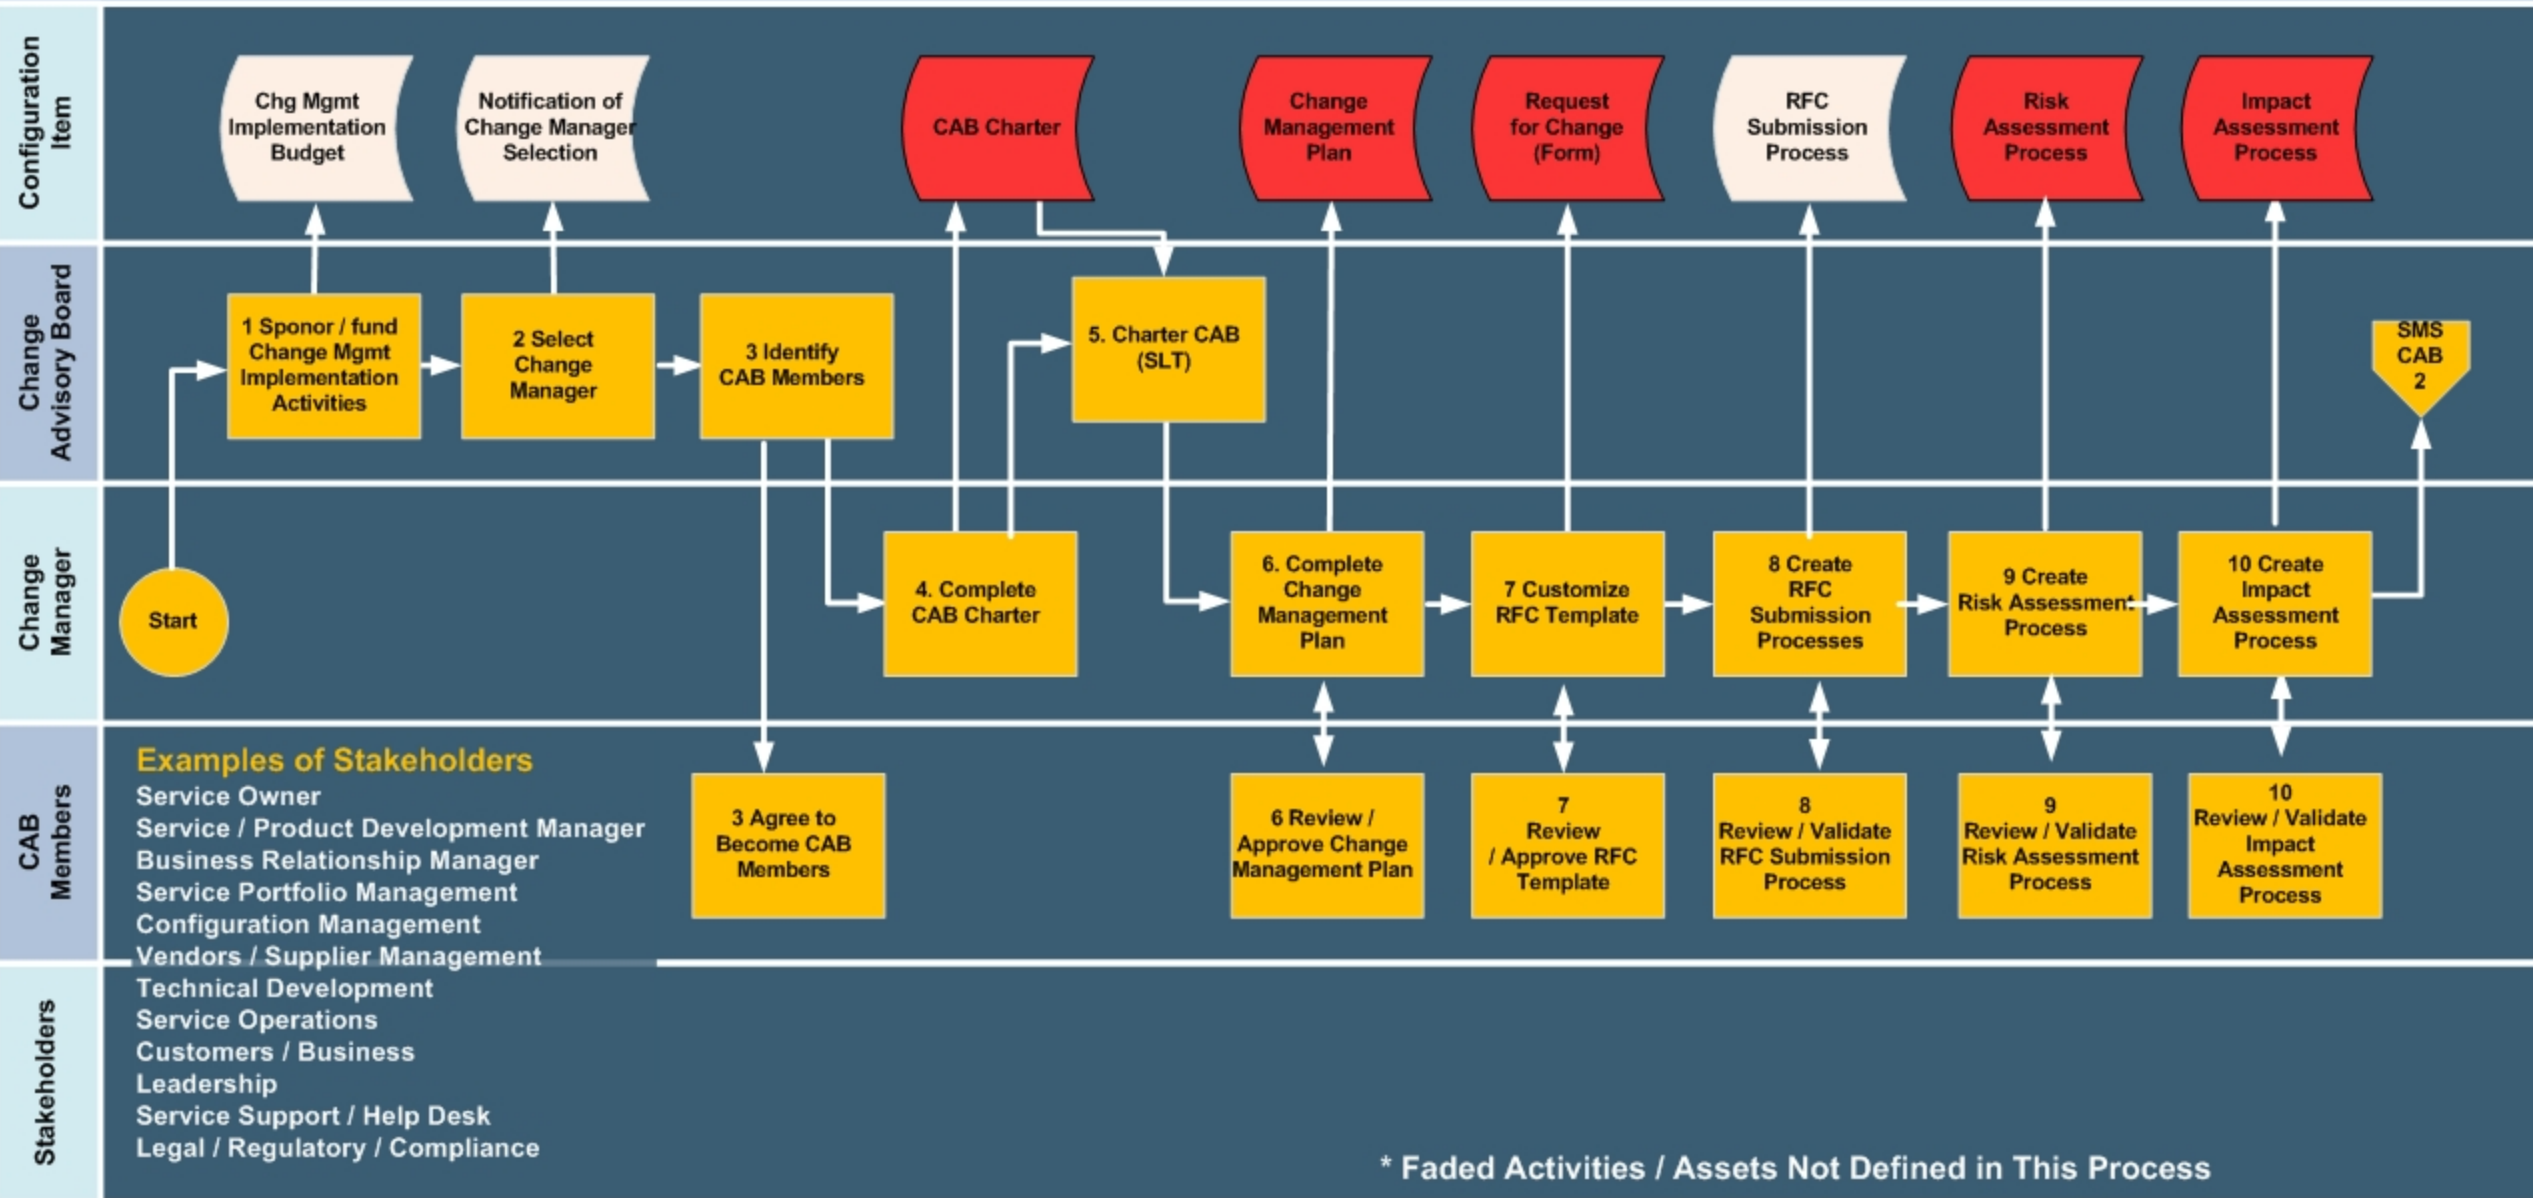 Configuration
Item
Chg Mgmt
Implementation
Budget
Notification of
Change Manager
Selection
CAB Charter
Change
Management
Plan
Request
for Change
(Form)
RFC
Submission
Process
Risk
Assessment
Process
Impact
Assessment
Process
Change
Advisory Board
1 Sponor / fund
Change Mgmt
Implementation
Activities
2 Select
Change
Manager
3 Identify
CAB Members
5. Charter CAB
(SLT)
SMS
CAB
2
Change
Manager
Start
4. Complete
CAB Charter
6. Complete
Change
Management
Plan
7 Customize
RFC Template
8 Create
RFC
Submission
Processes
9 Create
Risk Assessment
Process
10 Create
Impact
Assessment
Process
CAB
Members
3 Agree to
Become CAB
Members
6 Review /
Approve Change
Management Plan
7
Review
/ Approve RFC
Template
8
Review / Validate
RFC Submission
Process
9
Review / Validate
Risk Assessment
Process
10
Review / Validate
Impact
Assessment
Process
Examples of Stakeholders
Service Owner
Service / Product Development Manager
Business Relationship Manager
Service Portfolio Management
Configuration Management
Vendors / Supplier Management
Technical Development
Service Operations
Customers / Business
Leadership
Service Support / Help Desk
Legal / Regulatory / Compliance
Stakeholders
* Faded Activities / Assets Not Defined in This Process